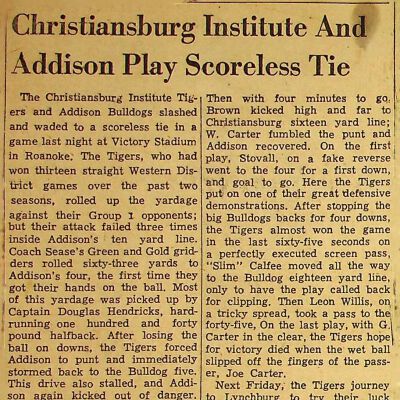 Christiansburg Institute And
Addison Play Scoreless Tie
The Christiansburg Institute Tig-
ers and Addison Bulldogs slashed
and waded to a scoreless tie in a
game last night at Victory Stadium
in Roanoke. The Tigers, who had
won thirteen straight Western Dis-
trict games over the past two
seasons, rolled up the yardage
against their Group 1 opponents;
but their attack failed three times
inside Addison's ten yard line.
Coach Sease's Green and Gold grid-
ders rolled sixty-three yards to
Addison's four, the first time they
got their hands on the ball. Most
of this yardage was picked up by
Captain Douglas Hendricks, hard-
running one hundred and forty
pound halfback. After losing the
ball on downs, the Tigers forced
Addison to punt and immediately
stormed back to the Bulldog five.
This drive also stalled, and Addi-
son again kicked out of danger.
Then with four minutes to go,
Brown kicked high and far to
Christiansburg sixteen yard line;
W. Carter fumbled the punt and
Addison recovered. On the first
play, Stovall, on a fake reverse
went to the four for a first down,
and goal to go. Here the Tigers
put on one of their great defensive
demonstrations. After stopping the
big Bulldogs backs for four downs,
the Tigers almost won the game
in the last sixty-five seconds on
a perfectly executed screen pass,
"Slim" Calfee moved all the way
to the Bulldog eighteen yard line,
only to have the play called back
for clipping. Then Leon Willis, on
a tricky spread, took a pass to the
forty-five, On the last play, with G.
Carter in the clear, the Tigers hope
for victory died when the wet ball
slipped off the fingers of the pass-
er, Joe Carter.
Next Friday, the Tigers journey
to Lynchburg to try their luck